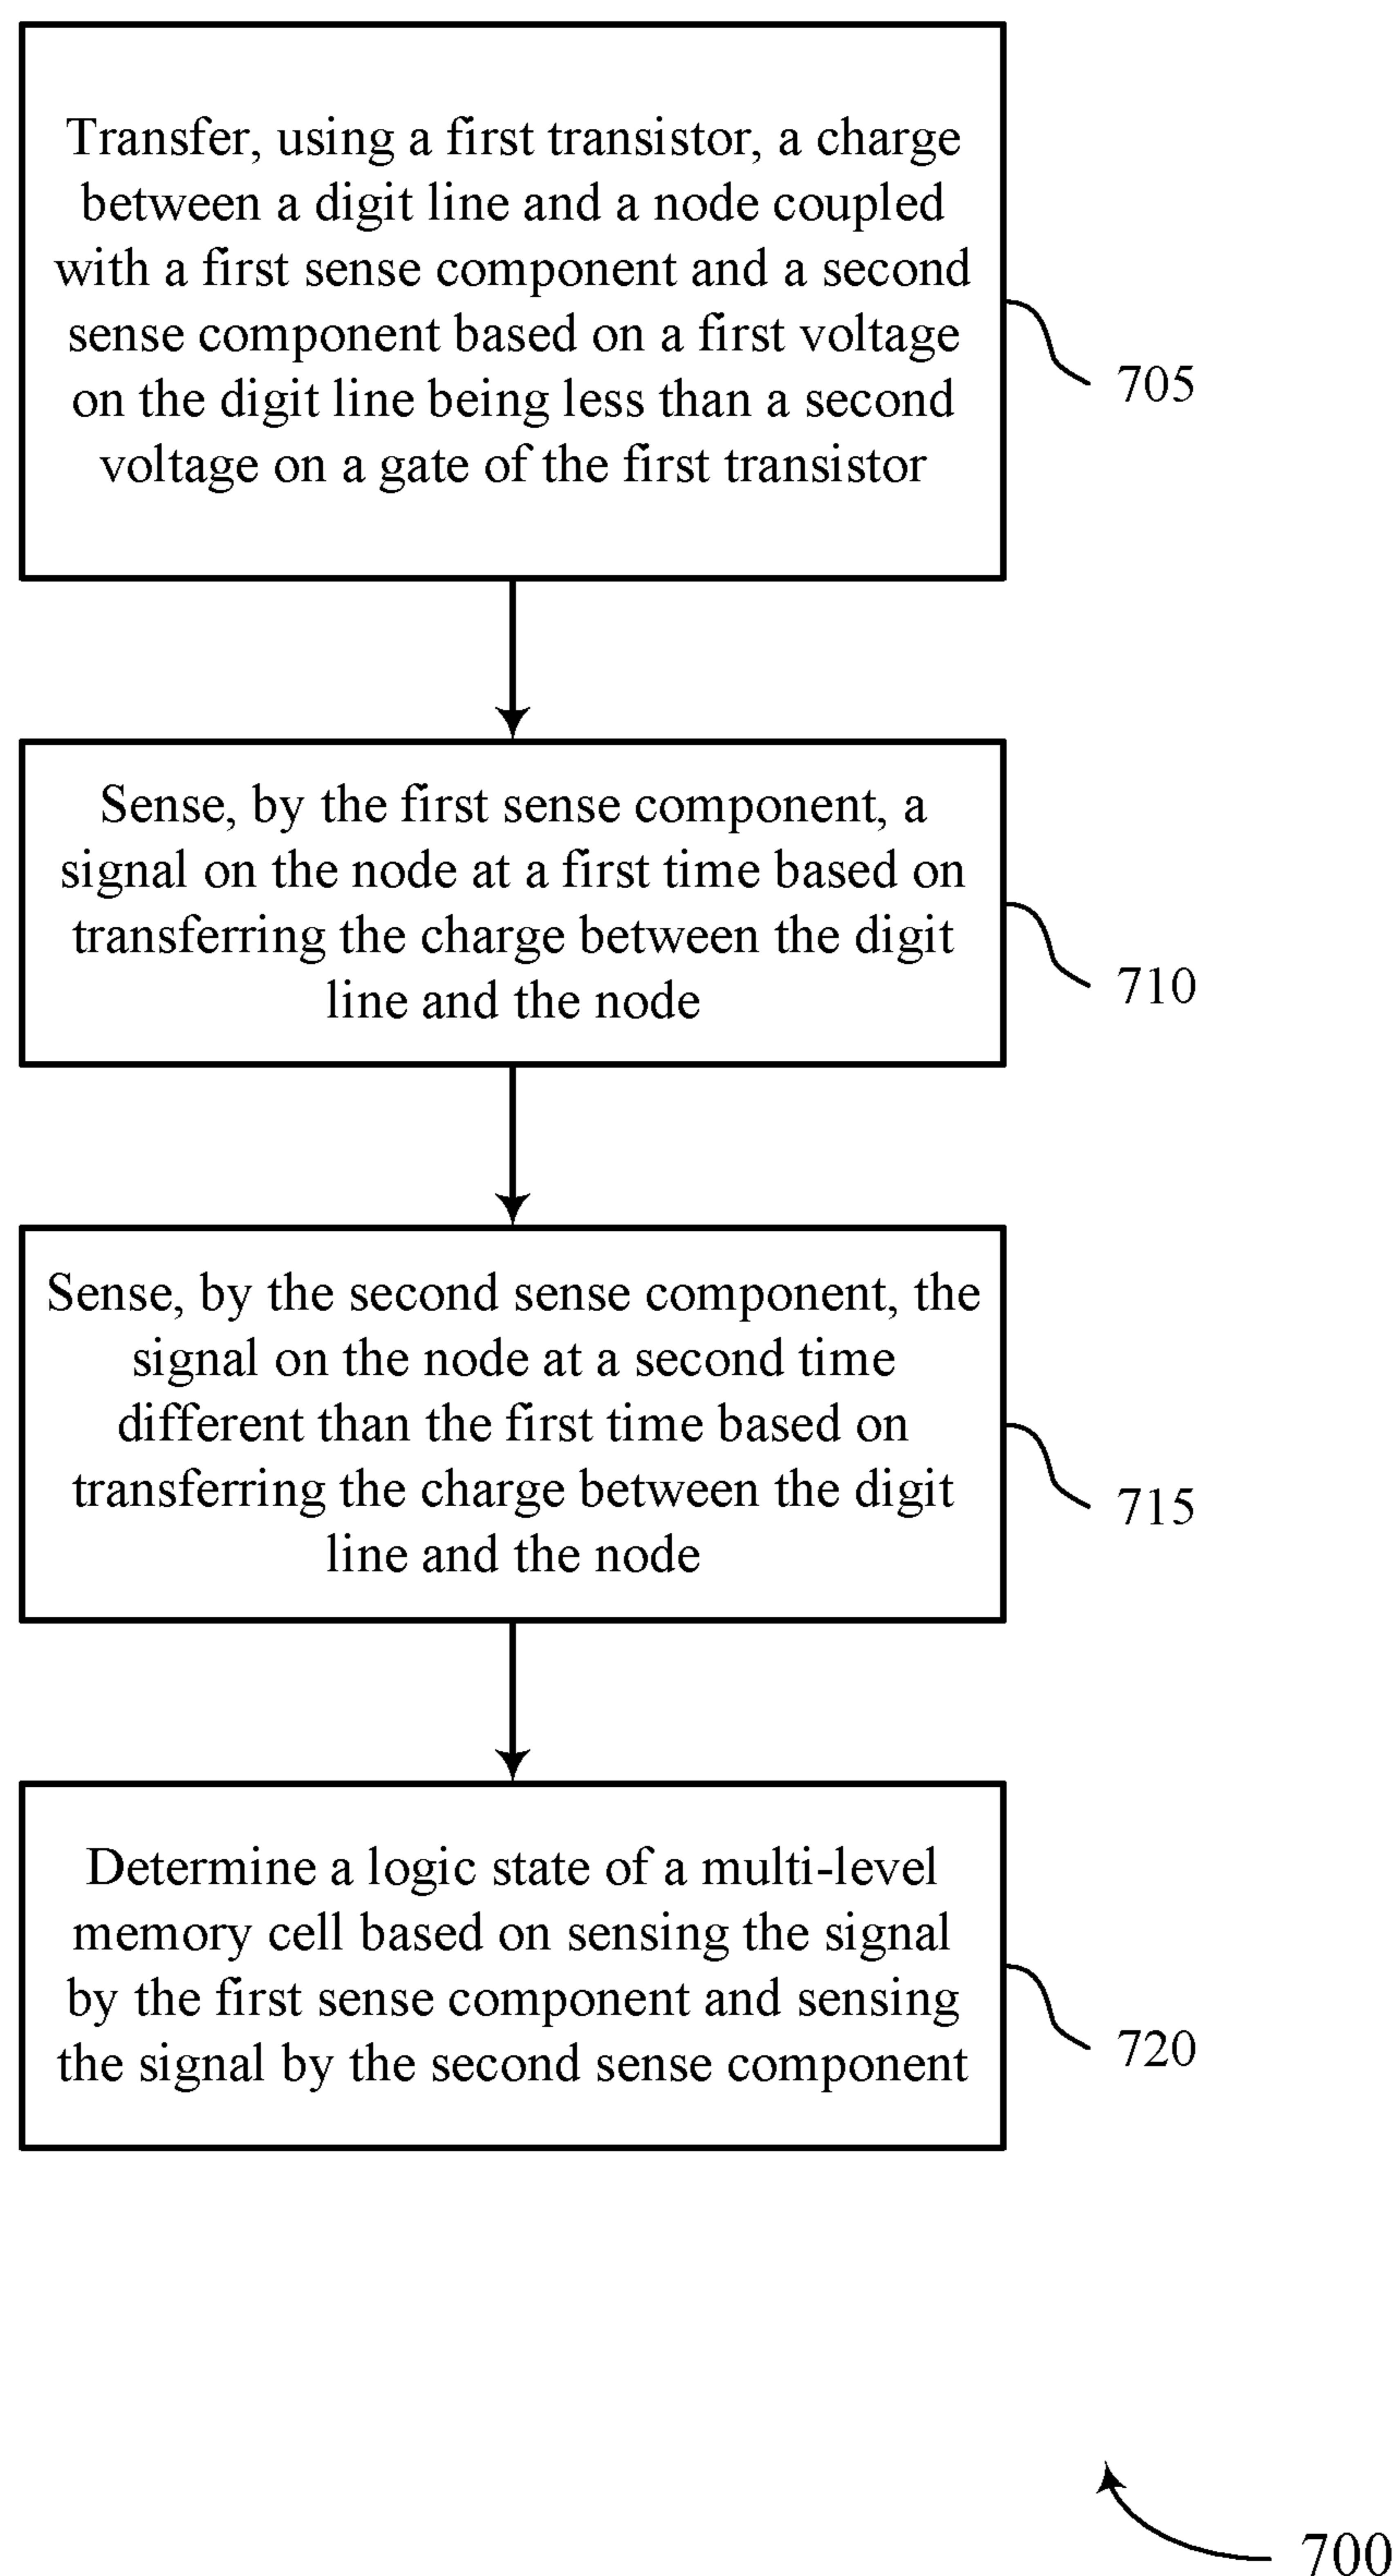 Transfer, using a first transistor, a charge
between a digit line and a node coupled
with a first sense component and a second
sense component based on a first voltage
on the digit line being less than a second
voltage on a gate of the first transistor
705
Sense, by the first sense component, a
signal on the node at a first time based on
transferring the charge between the digit
line and the node
710
Sense, by the second sense component, the
signal on the node at a second time
different than the first time based on
transferring the charge between the digit
line and the node
715
Determine a logic state of a multi-level
memory cell based on sensing the signal
by the first sense component and sensing
the signal by the second sense component
720
700